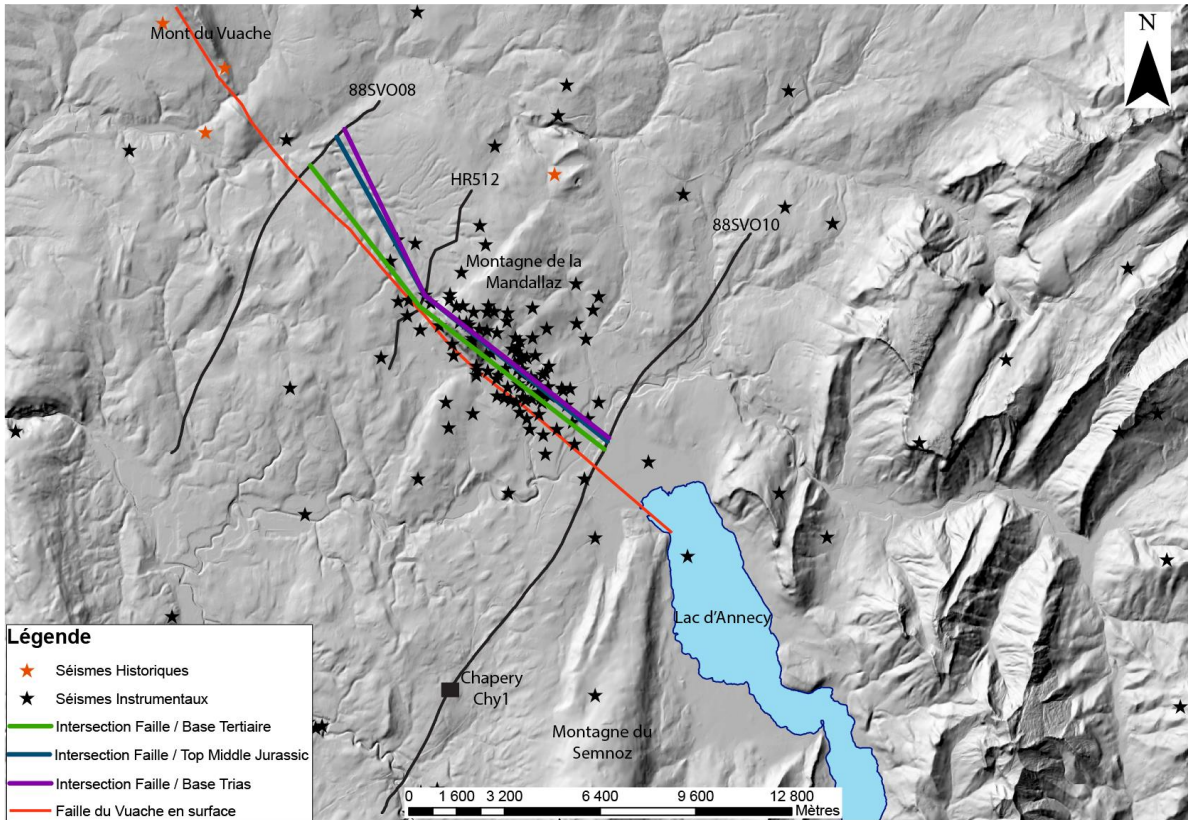 Mont du Vuache
N
88SVO08
HR512
88SVO10
Montagne de la
Mandallaz
Lac d'Annecy
Chapery
Chy1
Montagne du
Semnoz
Légende
Séismes Historiques
Séismes Instrumentaux
Intersection Faille / Base Tertiaire
Intersection Faille / Top Middle Jurassic
Intersection Faille / Base Trias
Faille du Vuache en surface
0 1 600 3 200 6 400 9 600 12 800
Mètres